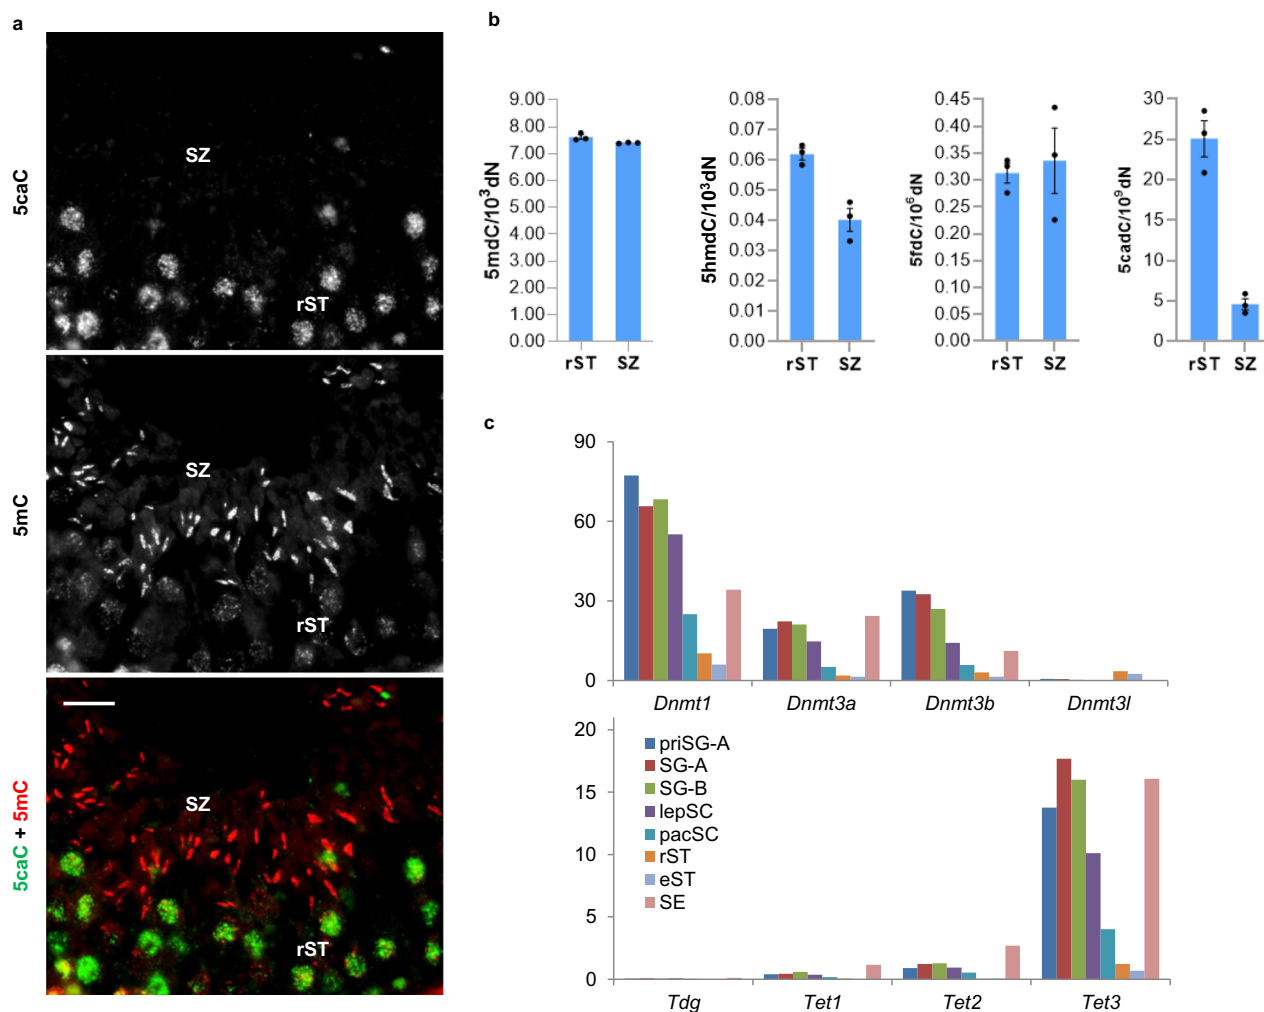 a
5caC
SZ
rST
5mC
SZ
rST
5caC + 5mC
SZ
rST
b
5mdC/10³dN
9.00
8.00
7.00
6.00
5.00
4.00
3.00
2.00
1.00
0.00
rST SZ
5hmdC/10³dN
0.08
0.07
0.06
0.05
0.04
0.03
0.02
0.01
0.00
rST SZ
5fdC/10⁶dN
0.45
0.40
0.35
0.30
0.25
0.20
0.15
0.10
0.05
0.00
rST SZ
5cadC/10⁹dN
30
25
20
15
10
5
0
rST SZ
c
90
60
30
0
Dnmt1 Dnmt3a Dnmt3b Dnmt3l
20
15
10
5
0
priSG-A
SG-A
SG-B
lepSC
pacSC
rST
eST
SE
Tdg Tet1 Tet2 Tet3